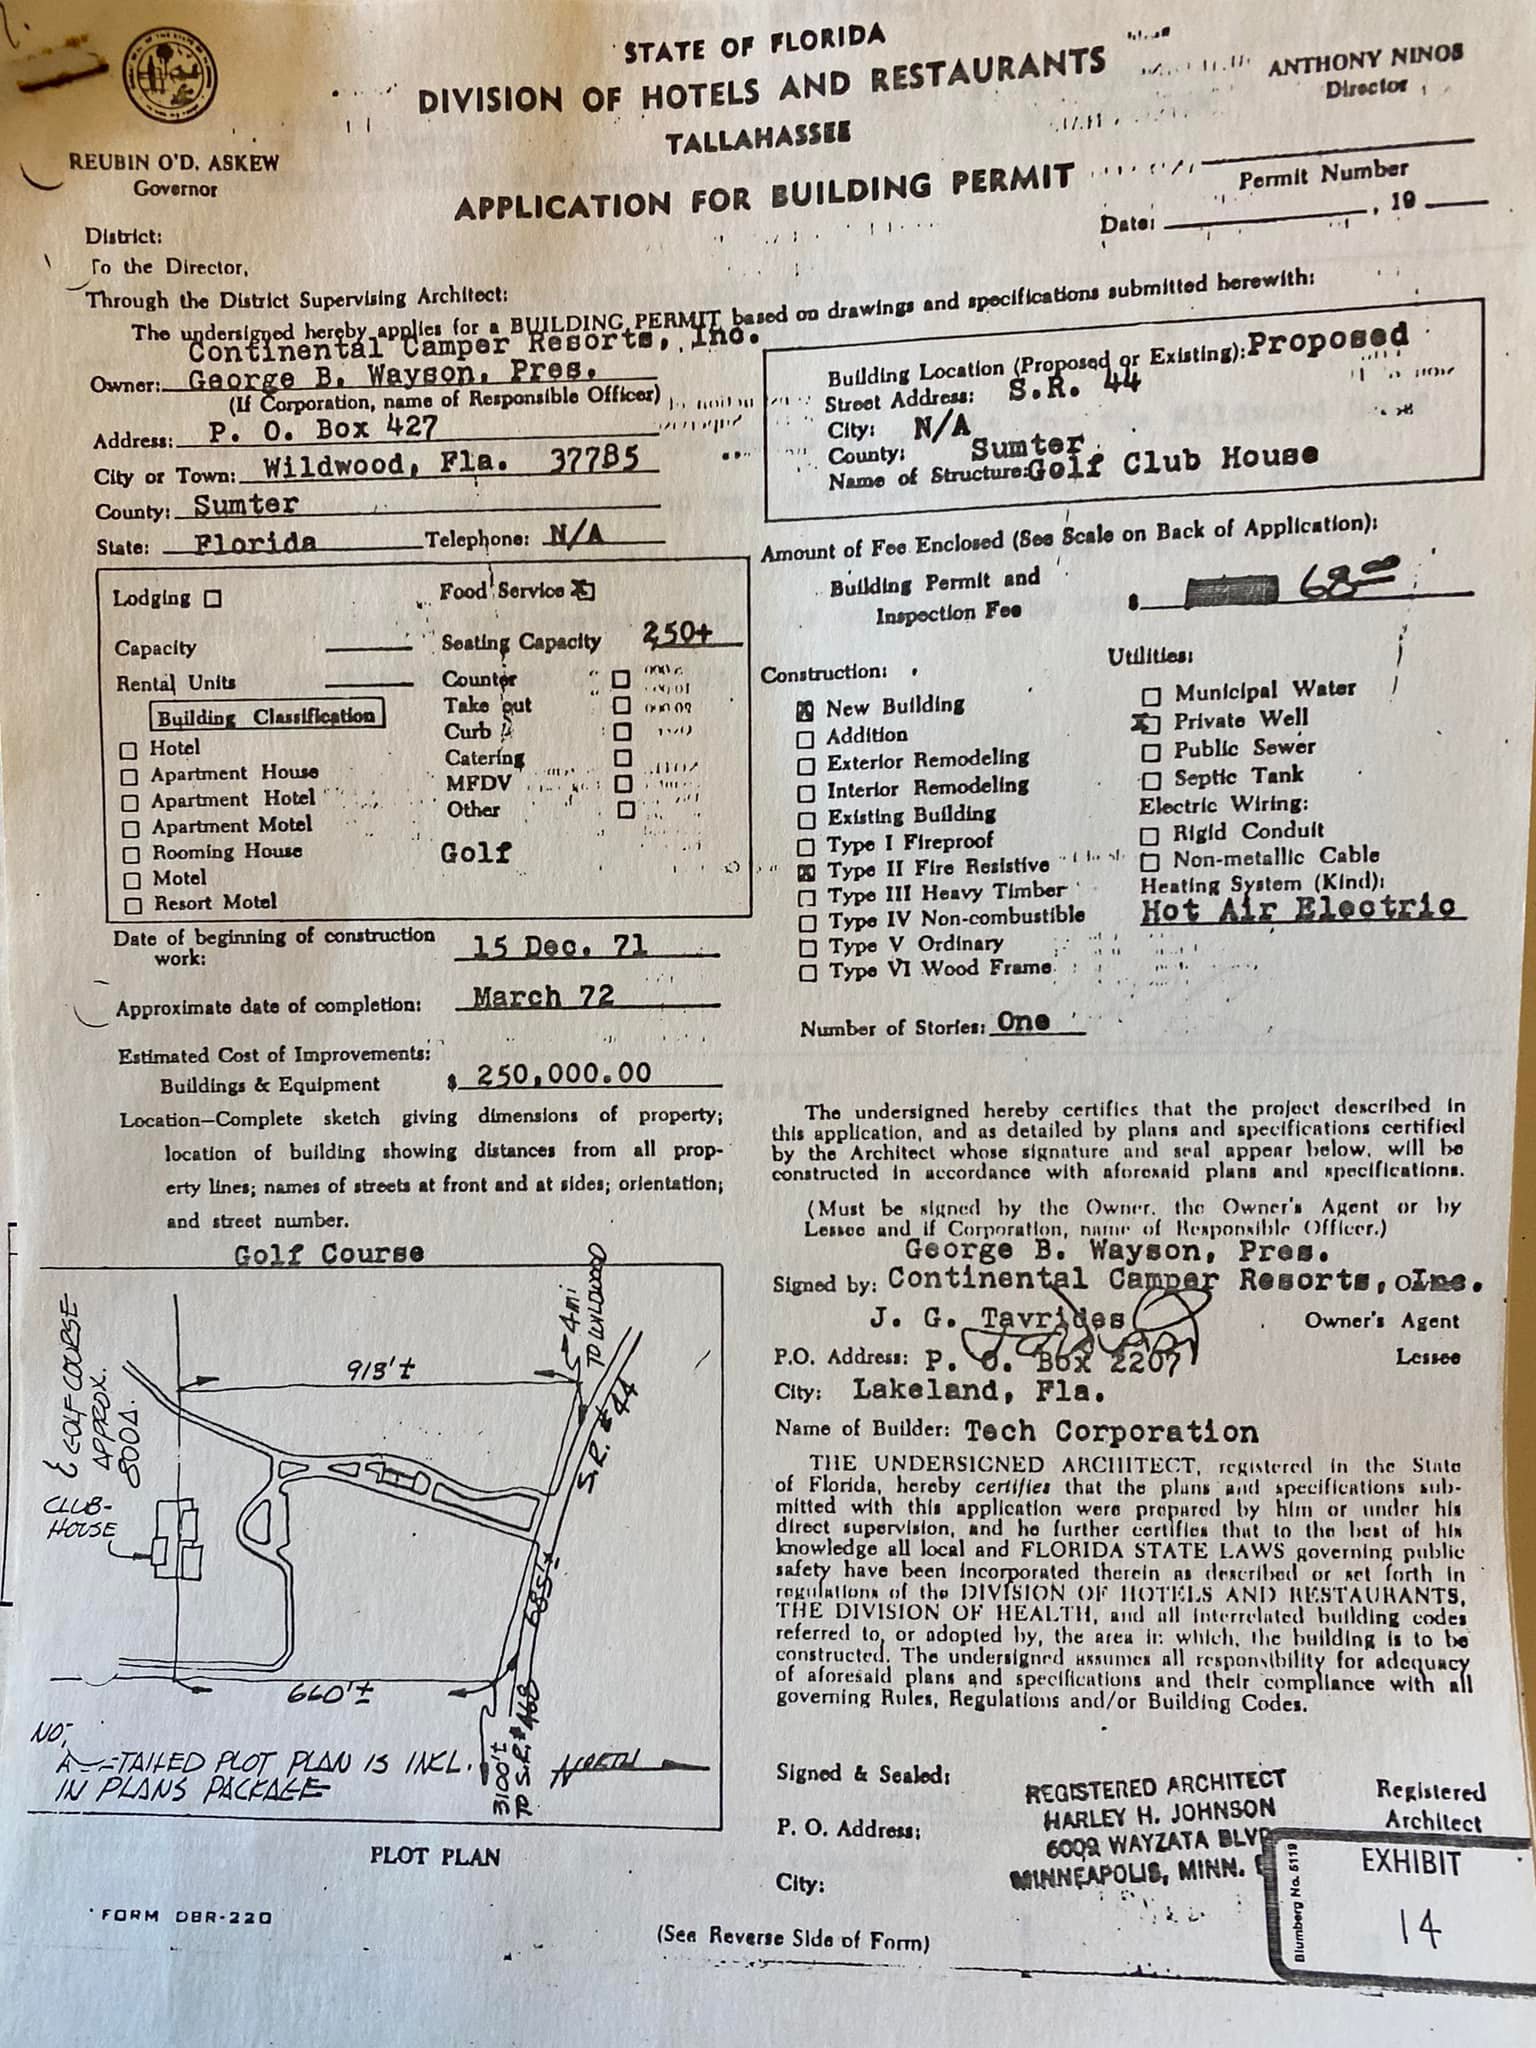 STATE OF FLORIDA
DIVISION OF HOTELS AND RESTAURANTS
TALLAHASSEE
APPLICATION FOR BUILDING PERMIT
ANTHONY NINOS
Director
REUBIN O'D. ASKEW
Governor
Permit Number
Date: , 19
District:
To the Director,
Through the District Supervising Architect:
The undersigned hereby applies for a BUILDING PERMIT based on drawings and specifications submitted herewith:
Continental Camper Resorts, Inc.
Owner: George B. Wayson, Pres.
(If Corporation, name of Responsible Officer)
Address: P. O. Box 427
City or Town: Wildwood, Fla. 37785
County: Sumter
State: Florida Telephone: N/A
Building Location (Proposed or Existing): Proposed
Street Address: S.R. 44
City: N/A
County: Sumter
Name of Structure: Golf Club House
Amount of Fee Enclosed (See Scale on Back of Application):
Building Permit and
Inspection Fee $ 68.00
Lodging
Capacity
Rental Units
Building Classification
Hotel
Apartment House
Apartment Hotel
Apartment Motel
Rooming House
Motel
Resort Motel
Food Service X
Seating Capacity 250+
Counter
Take out
Curb
Catering
MFDV
Other
Golf
Construction:
X New Building
Addition
Exterior Remodeling
Interior Remodeling
Existing Building
Type I Fireproof
X Type II Fire Resistive
Type III Heavy Timber
Type IV Non-combustible
Type V Ordinary
Type VI Wood Frame
Number of Stories: One
Utilities:
Municipal Water
X Private Well
Public Sewer
Septic Tank
Electric Wiring:
Rigid Conduit
Non-metallic Cable
Heating System (Kind):
Hot Air Electric
Date of beginning of construction
work: 15 Dec. 71
Approximate date of completion: March 72
Estimated Cost of Improvements:
Buildings & Equipment $ 250,000.00
Location—Complete sketch giving dimensions of property;
location of building showing distances from all prop-
erty lines; names of streets at front and at sides; orientation;
and street number.
Golf Course
℄ GOLF COURSE
APPROX.
800A.
CLUB-
HOUSE
913'±
4 mi
TO WILDWOOD
S.R. #44
685'±
660'±
3100'±
TO S.R. #468
NORTH
PLOT PLAN IS INCL.
IN PLANS PACKAGE
PLOT PLAN
FORM DBR-220
The undersigned hereby certifies that the project described in
this application, and as detailed by plans and specifications certified
by the Architect whose signature and seal appear below, will be
constructed in accordance with aforesaid plans and specifications.
(Must be signed by the Owner, the Owner's Agent or by
Lessee and if Corporation, name of Responsible Officer.)
George B. Wayson, Pres.
Signed by: Continental Camper Resorts, Inc.
J. G. Tavrides Owner's Agent
P.O. Address: P. O. Box 2207 Lessee
City: Lakeland, Fla.
Name of Builder: Tech Corporation
THE UNDERSIGNED ARCHITECT, registered in the State
of Florida, hereby certifies that the plans and specifications sub-
mitted with this application were prepared by him or under his
direct supervision, and he further certifies that to the best of his
knowledge all local and FLORIDA STATE LAWS governing public
safety have been incorporated therein as described or set forth in
regulations of the DIVISION OF HOTELS AND RESTAURANTS,
THE DIVISION OF HEALTH, and all interrelated building codes
referred to, or adopted by, the area in which, the building is to be
constructed. The undersigned assumes all responsibility for adequacy
of aforesaid plans and specifications and their compliance with all
governing Rules, Regulations and/or Building Codes.
Signed & Sealed:
P. O. Address:
City:
REGISTERED ARCHITECT
HARLEY H. JOHNSON
6009 WAYZATA BLVD
MINNEAPOLIS, MINN.
Registered
Architect
Blumberg No. 5119
EXHIBIT
14
(See Reverse Side of Form)